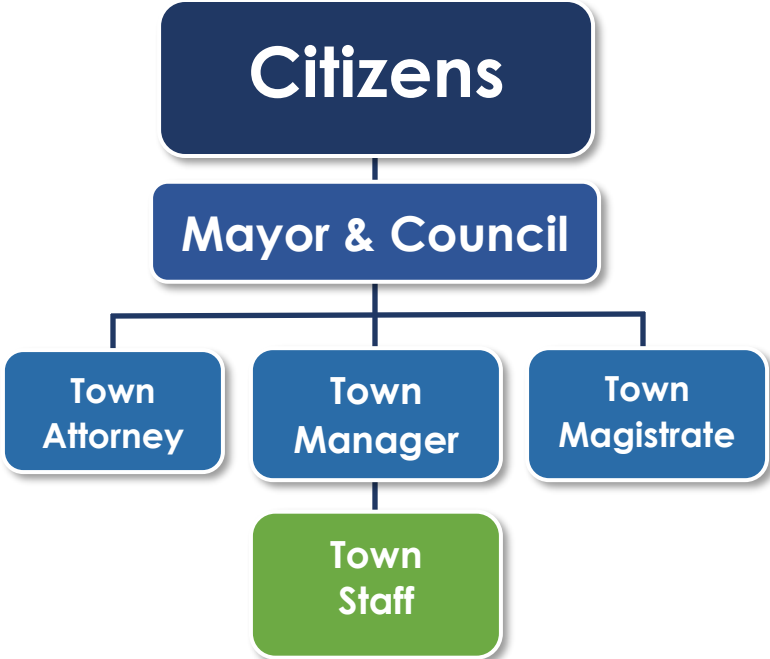 Citizens
Mayor & Council
Town
Attorney
Town
Manager
Town
Magistrate
Town
Staff